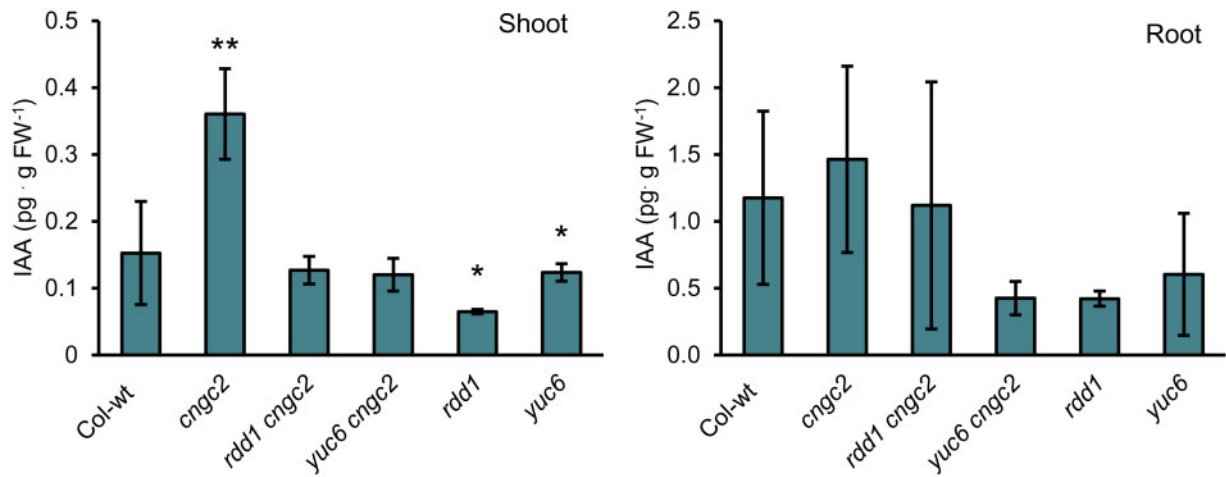 Shoot
IAA (pg · g FW⁻¹)
0.5
0.4
0.3
0.2
0.1
0
**
*
*
Col-wt
cngc2
rdd1 cngc2
yuc6 cngc2
rdd1
yuc6
Root
IAA (pg· g FW⁻¹)
2.5
2.0
1.5
1.0
0.5
0.0
Col-wt
cngc2
rdd1 cngc2
yuc6 cngc2
rdd1
yuc6